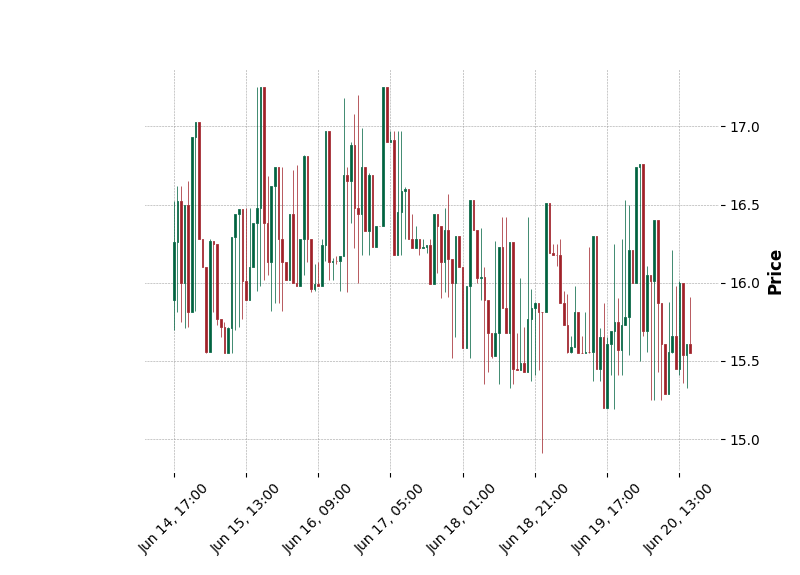 17.0
16.5
16.0
15.5
15.0
Price
Jun 14, 17:00
Jun 15, 13:00
Jun 16, 09:00
Jun 17, 05:00
Jun 18, 01:00
Jun 18, 21:00
Jun 19, 17:00
Jun 20, 13:00